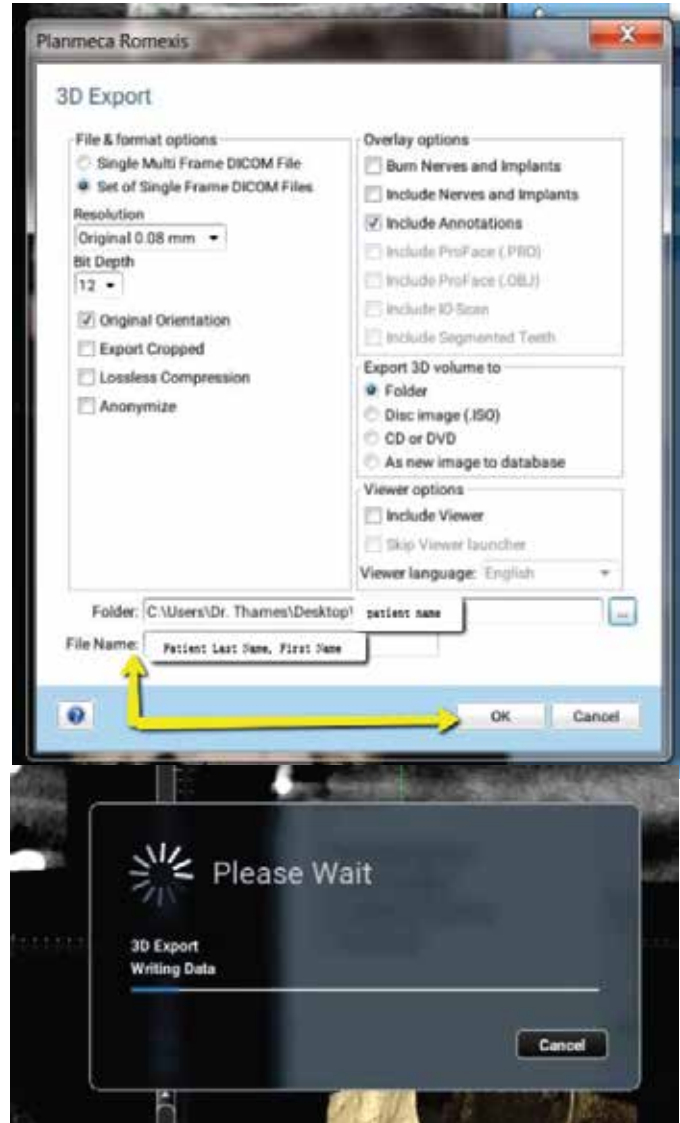 Planmeca Romexis
3D Export
File & format options
Single Multi Frame DICOM File
Set of Single Frame DICOM Files
Resolution
Original 0.08 mm
Bit Depth
12
Original Orientation
Export Cropped
Lossless Compression
Anonymize
Overlay options
Burn Nerves and Implants
Include Nerves and Implants
Include Annotations
Include ProFace (.PRO)
Include ProFace (.OBJ)
Include IO Scan
Include Segmented Teeth
Export 3D volume to
Folder
Disc image (.ISO)
CD or DVD
As new image to database
Viewer options
Include Viewer
Skip Viewer launcher
Viewer language: English
Folder: C:\Users\Dr. Thames\Desktop\ patient name ...
File Name: Patient Last Name, First Name
? OK Cancel
Please Wait
3D Export
Writing Data
Cancel